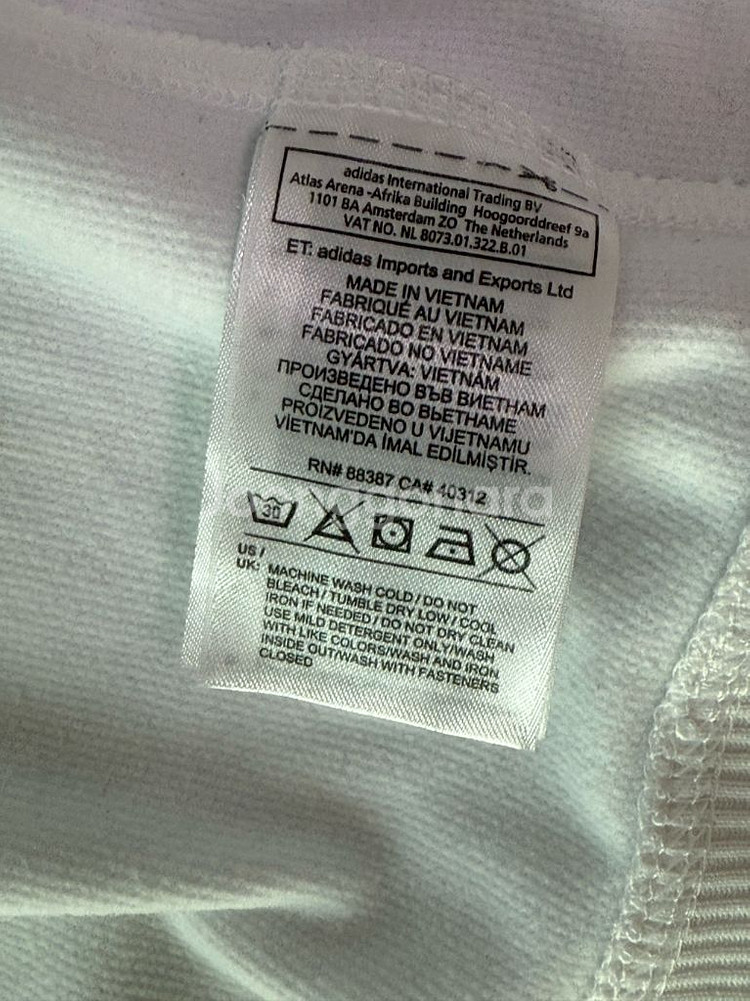 adidas International Trading BV
Atlas Arena -Afrika Building Hoogoorddreef 9a
1101 BA Amsterdam ZO The Netherlands
VAT NO. NL 8073.01.322.B.01
ET: adidas Imports and Exports Ltd
MADE IN VIETNAM
FABRIQUÉ AU VIETNAM
FABRICADO EN VIETNAM
FABRICADO NO VIETNAME
GYÁRTVA: VIETNÁM
ПРОИЗВЕДЕНО ВЪВ ВИЕТНАМ
СДЕЛАНО ВО ВЬЕТНАМЕ
PROIZVEDENO U VIJETNAMU
VİETNAM'DA İMAL EDİLMİŞTİR.
RN# 88387 CA# 40312
30
US /
UK: MACHINE WASH COLD / DO NOT
BLEACH / TUMBLE DRY LOW / COOL
IRON IF NEEDED / DO NOT DRY CLEAN
USE MILD DETERGENT ONLY/WASH
WITH LIKE COLORS/WASH AND IRON
INSIDE OUT/WASH WITH FASTENERS
CLOSED